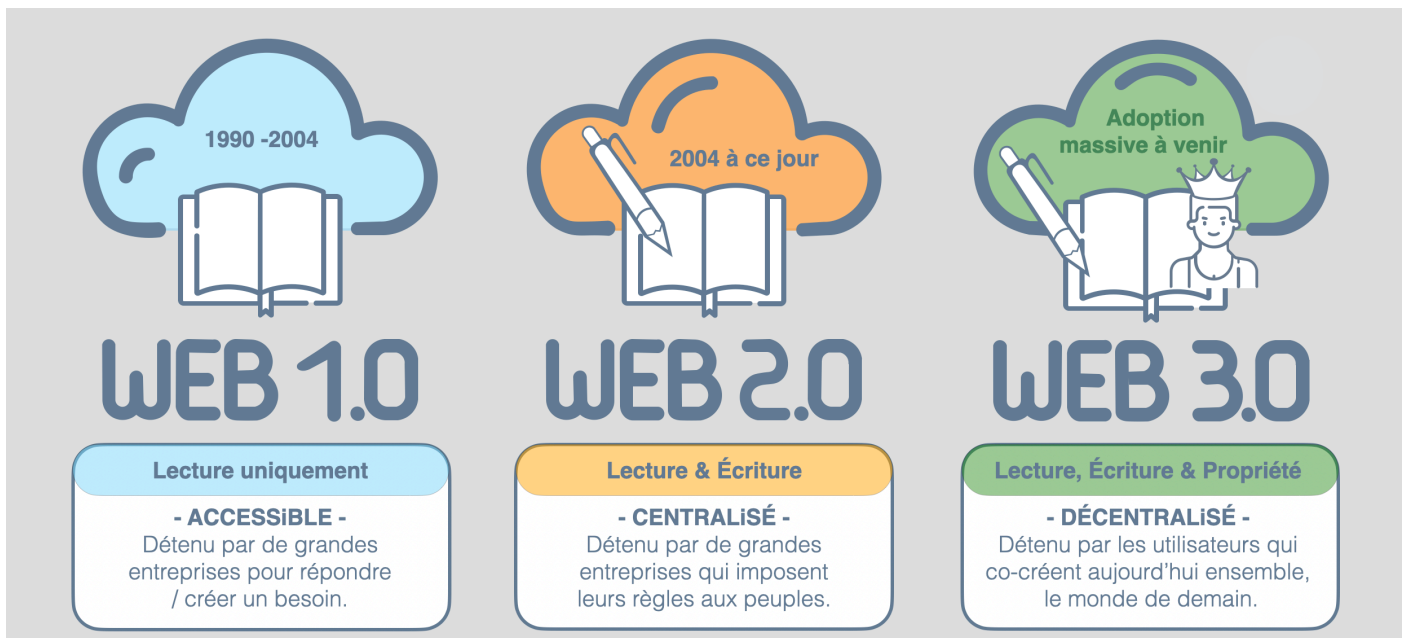 1990 -2004
WEB 1.0
Lecture uniquement
- ACCESSiBLE -
Détenu par de grandes
entreprises pour répondre
/ créer un besoin.
2004 à ce jour
WEB 2.0
Lecture & Écriture
- CENTRALiSÉ -
Détenu par de grandes
entreprises qui imposent
leurs règles aux peuples.
Adoption
massive à venir
WEB 3.0
Lecture, Écriture & Propriété
- DÉCENTRALiSÉ -
Détenu par les utilisateurs qui
co-créent aujourd’hui ensemble,
le monde de demain.